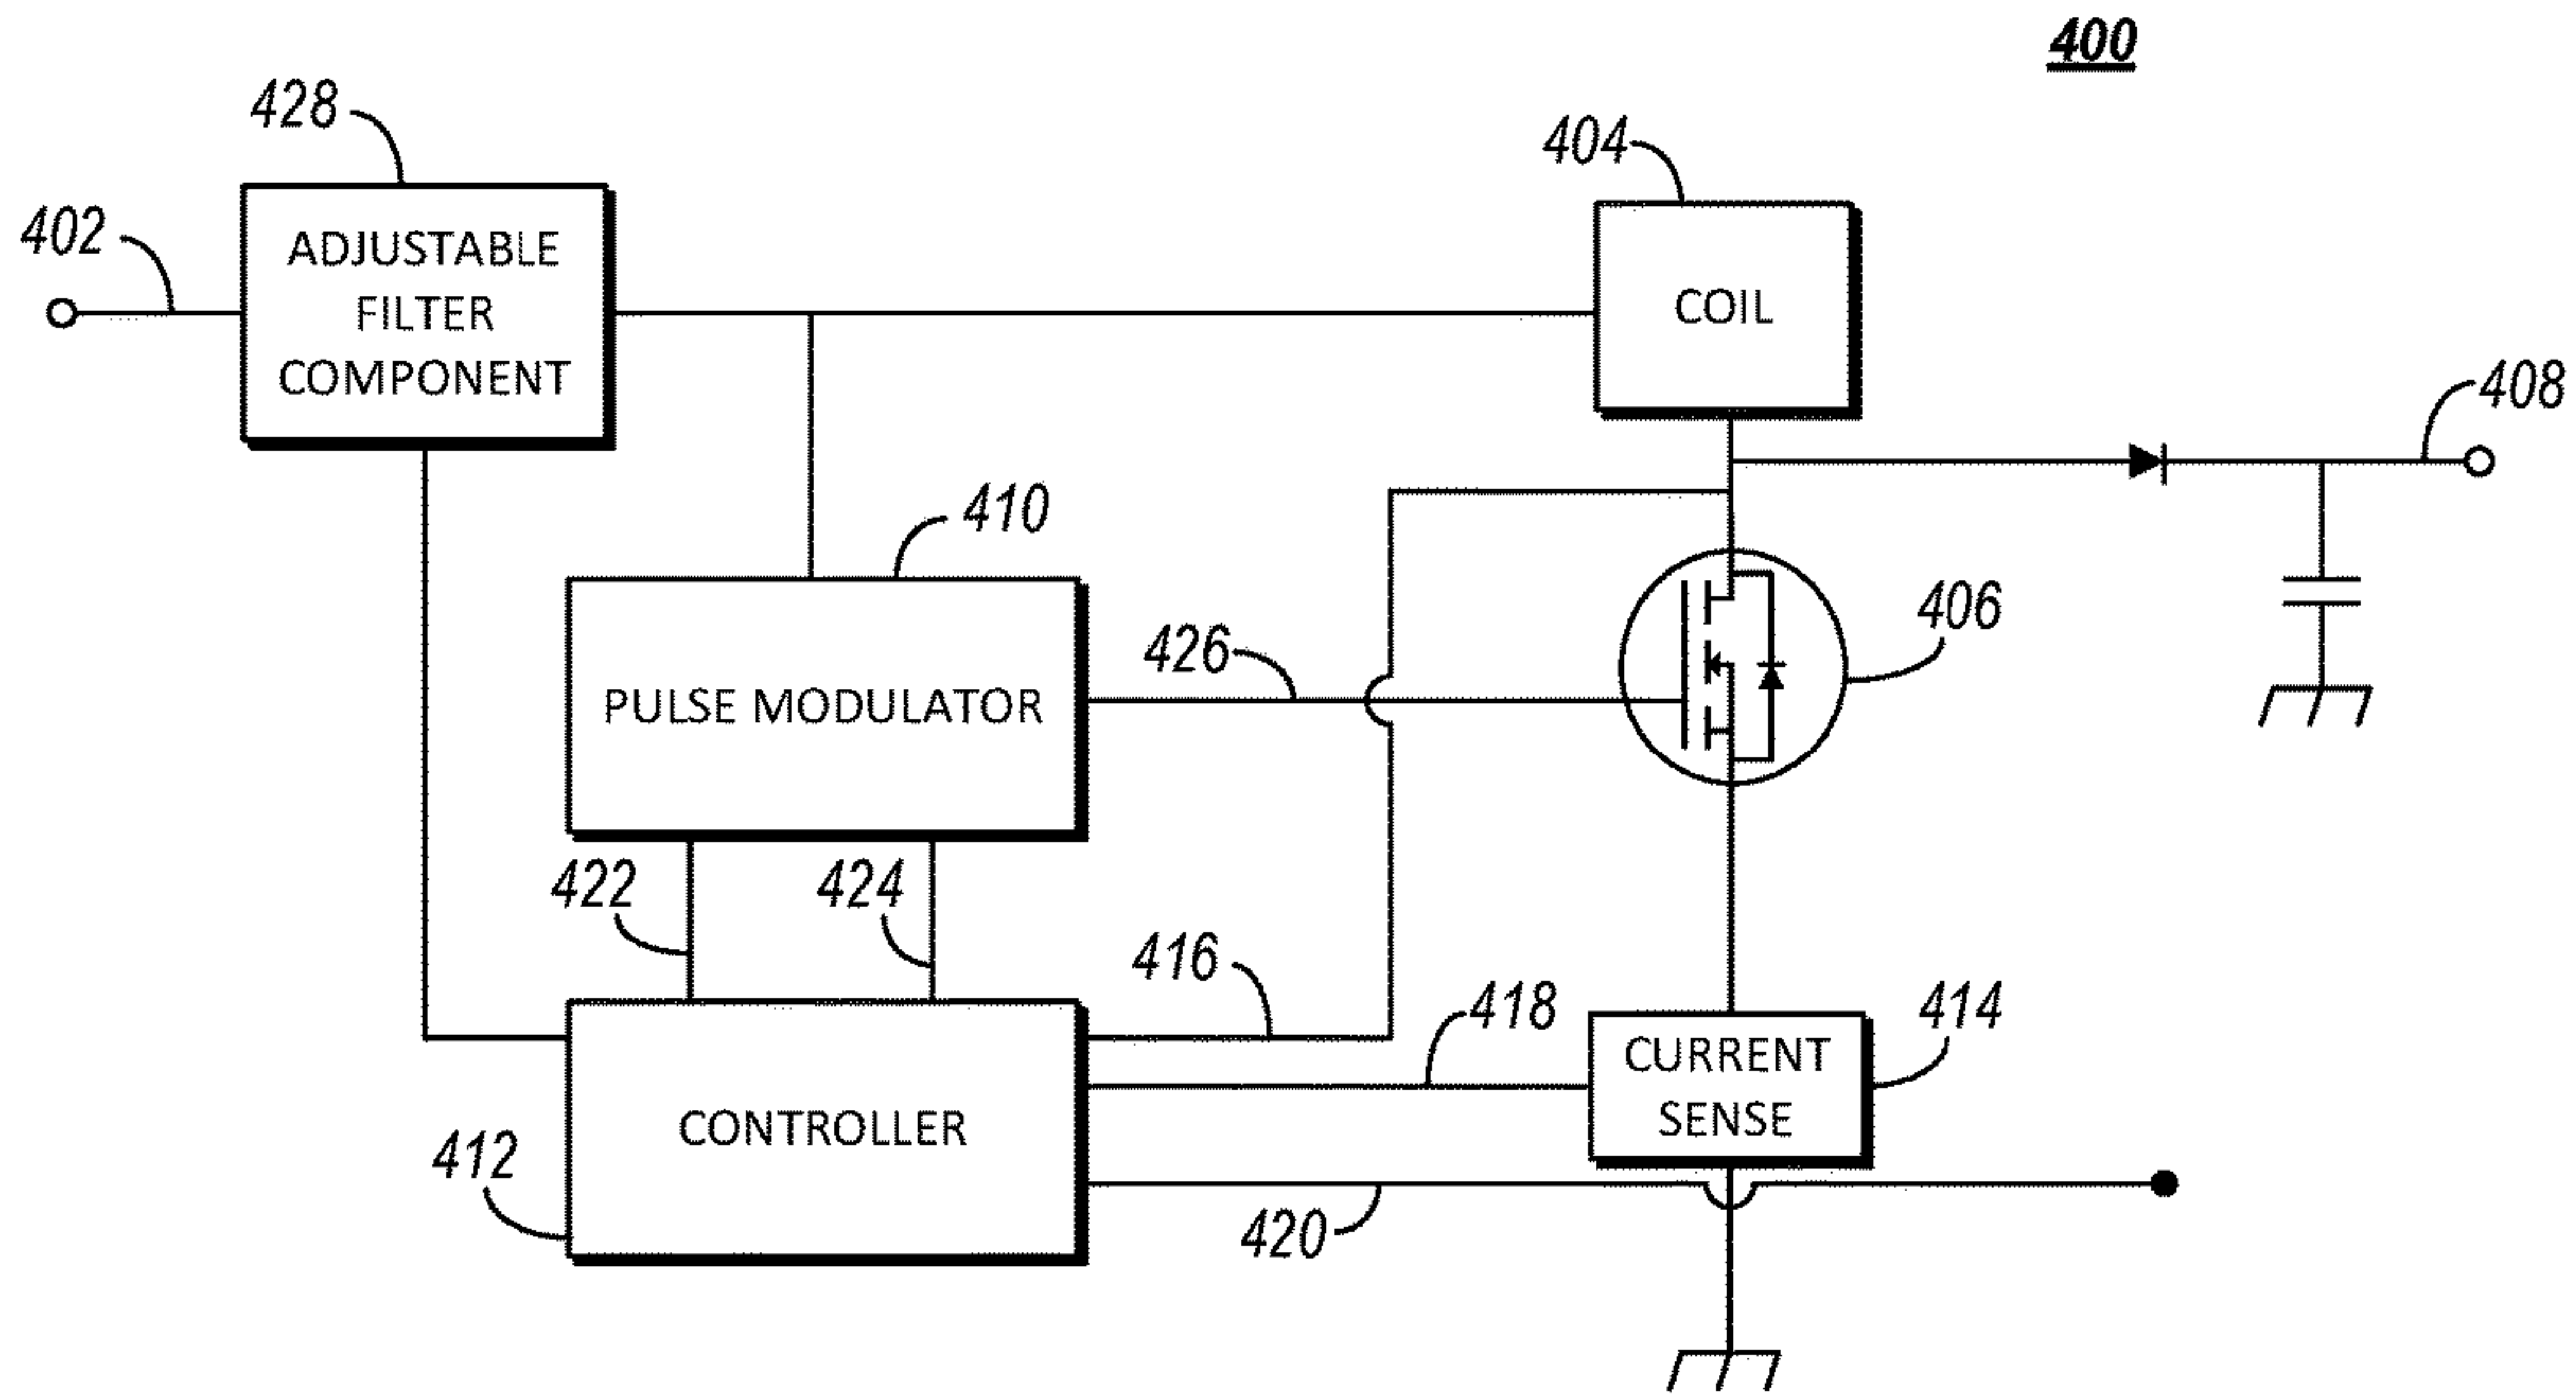 400
428
404
402
ADJUSTABLE
FILTER
COMPONENT
COIL
408
410
406
426
PULSE MODULATOR
422
424
416
418
414
CURRENT
SENSE
CONTROLLER
412
420